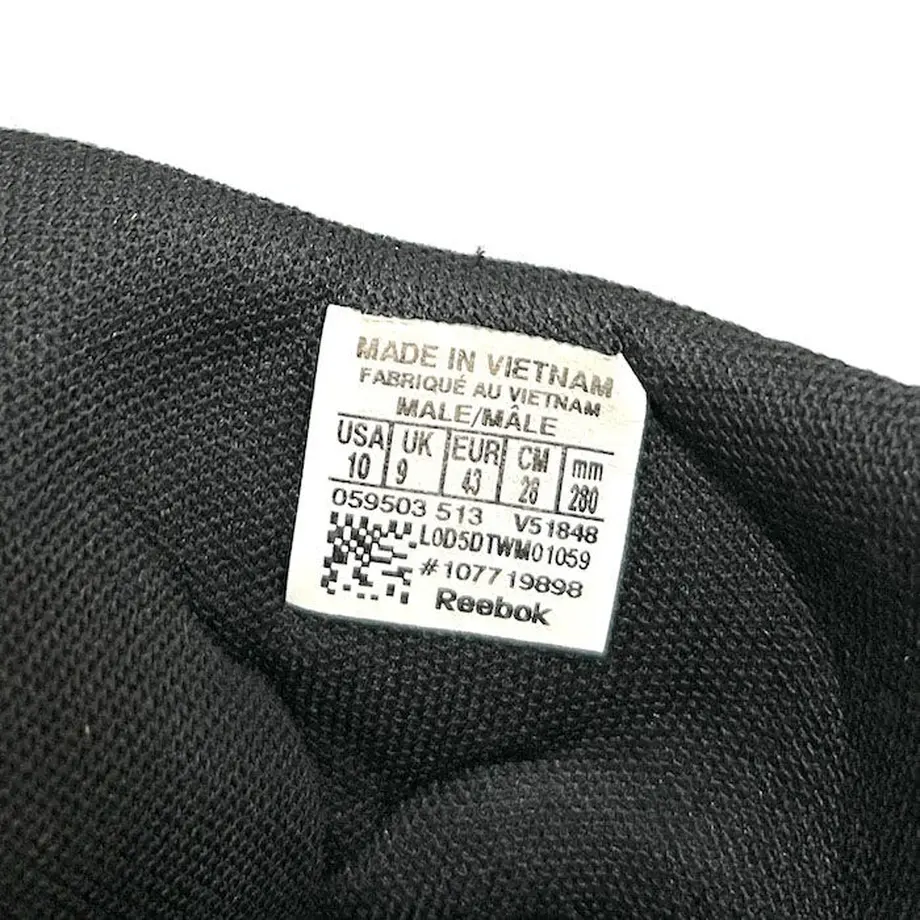 MADE IN VIETNAM
FABRIQUÉ AU VIETNAM
MALE/MÂLE
USA UK EUR CM mm
10 9 43 28 280
059503 513 V51848
L0D5DTWM01059
#107719898
Reebok